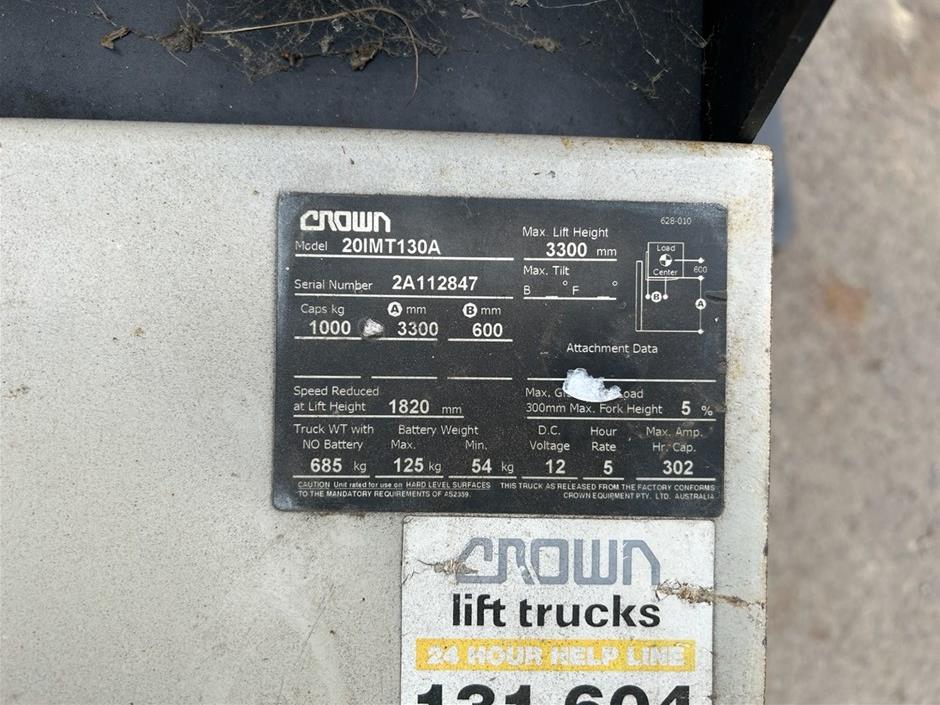 CROWN
628-010
Model 20IMT130A
Max. Lift Height
3300 mm
Serial Number 2A112847
Max. Tilt
B ° F °
Load
Center
600
B
A
Caps kg A mm B mm
1000 3300 600
Attachment Data
Speed Reduced
at Lift Height 1820 mm
Max. Load
300mm Max. Fork Height 5 %
Truck WT with
NO Battery
685 kg
Battery Weight
Max. Min.
125 kg 54 kg
D.C.
Voltage
12
Hour
Rate
5
Max. Amp.
Hr. Cap.
302
CAUTION Unit rated for use on HARD LEVEL SURFACES THIS TRUCK AS RELEASED FROM THE FACTORY CONFORMS
TO THE MANDATORY REQUIREMENTS OF AS2359. CROWN EQUIPMENT PTY. LTD. AUSTRALIA
CROWN
lift trucks
24 HOUR HELP LINE
131 604